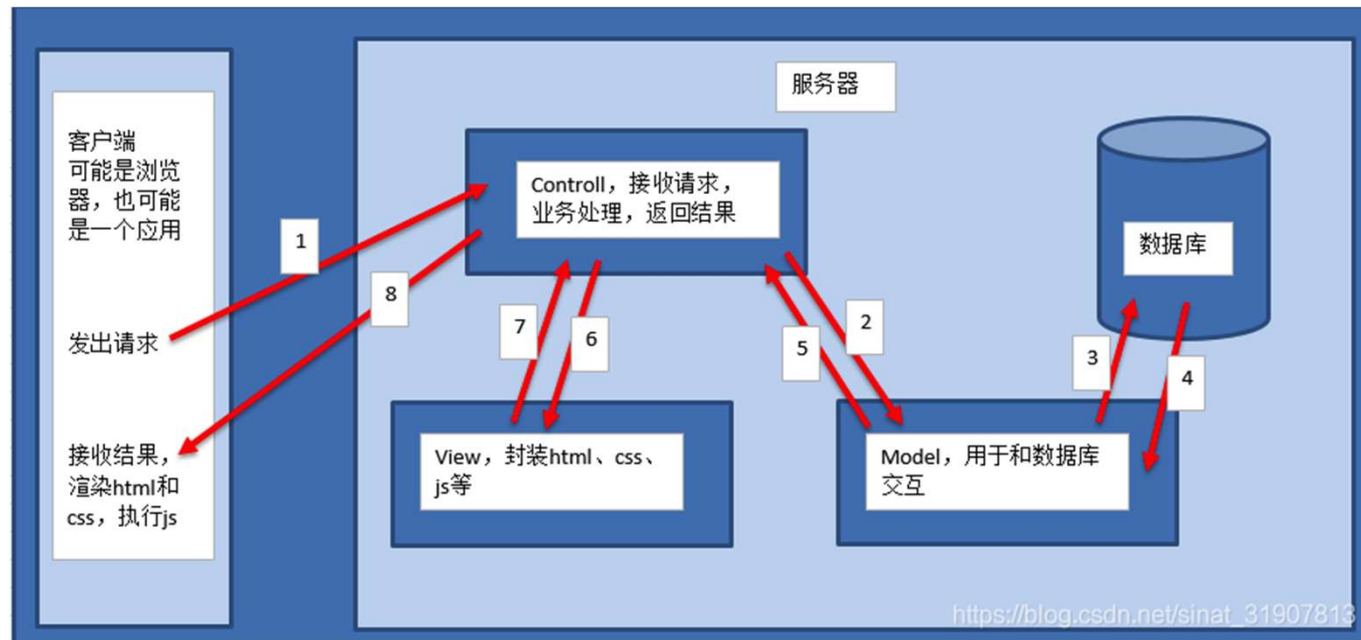 服务器
客户端
可能是浏览
器，也可能
是一个应用
发出请求
接收结果，
渲染html和
css，执行js
1
8
Controll，接收请求，
业务处理，返回结果
7
6
5
2
3
4
数据库
View，封装html、css、
js等
Model，用于和数据库
交互
https://blog.csdn.net/sinat_31907813